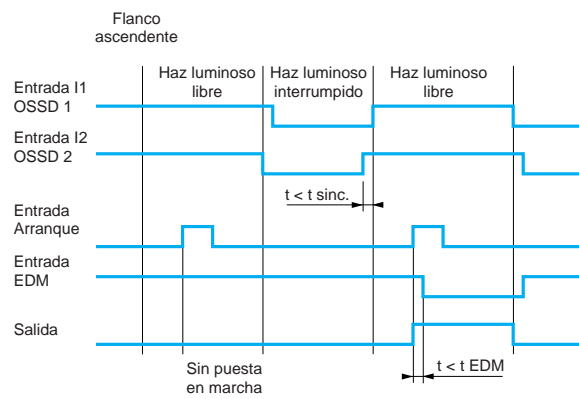 Flanco
ascendente
Haz luminoso
libre
Haz luminoso
interrumpido
Haz luminoso
libre
Entrada I1
OSSD 1
Entrada I2
OSSD 2
t < t sinc.
Entrada
Arranque
Entrada
EDM
Salida
Sin puesta
en marcha
t < t EDM